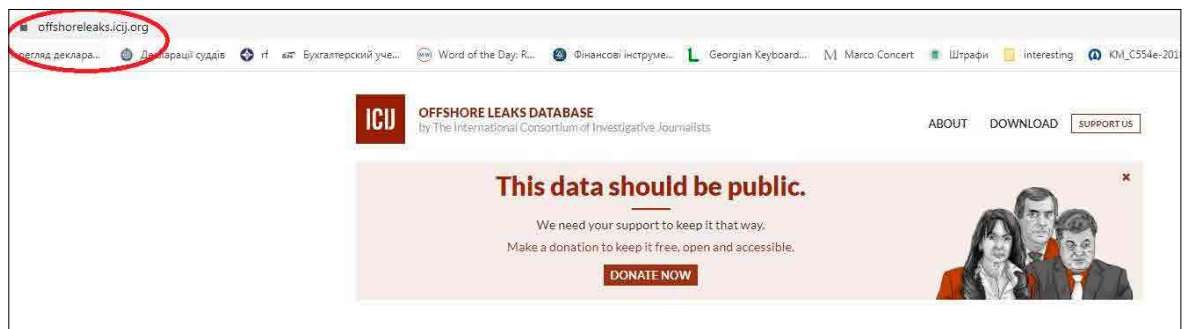 offshoreleaks.icij.org
деклара... Декларації суддів rf Бухгалтерский уче... Word of the Day: R... Фінансові інструме... Georgian Keyboard... Marco Concert Штрафи interesting KM_C554e-201
ICIJ OFFSHORE LEAKS DATABASE
by The International Consortium of Investigative Journalists
ABOUT DOWNLOAD SUPPORT US
This data should be public.
We need your support to keep it that way.
Make a donation to keep it free, open and accessible.
DONATE NOW